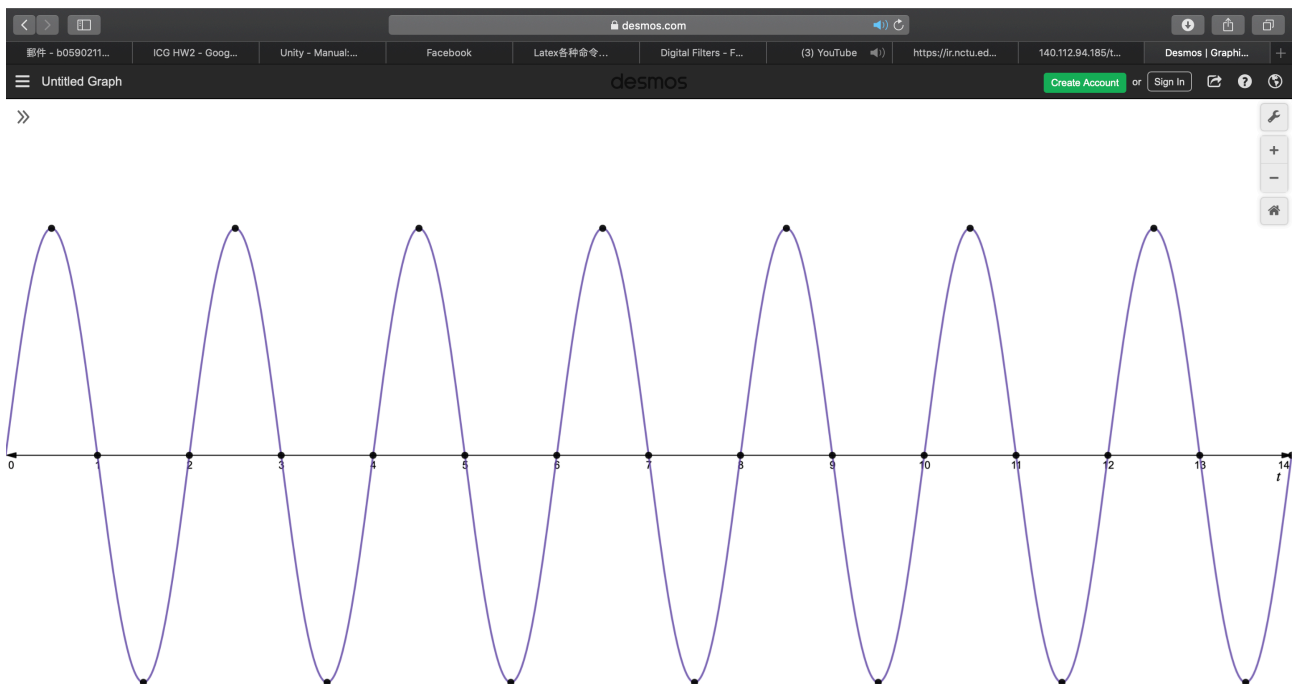 desmos.com
郵件 - b0590211...
ICG HW2 - Goog...
Unity - Manual:...
Facebook
Latex各种命令...
Digital Filters - F...
(3) YouTube
https://ir.nctu.ed...
140.112.94.185/t...
Desmos | Graphi...
Untitled Graph
desmos
Create Account or Sign In
0 1 2 3 4 5 6 7 8 9 10 11 12 13 14
t